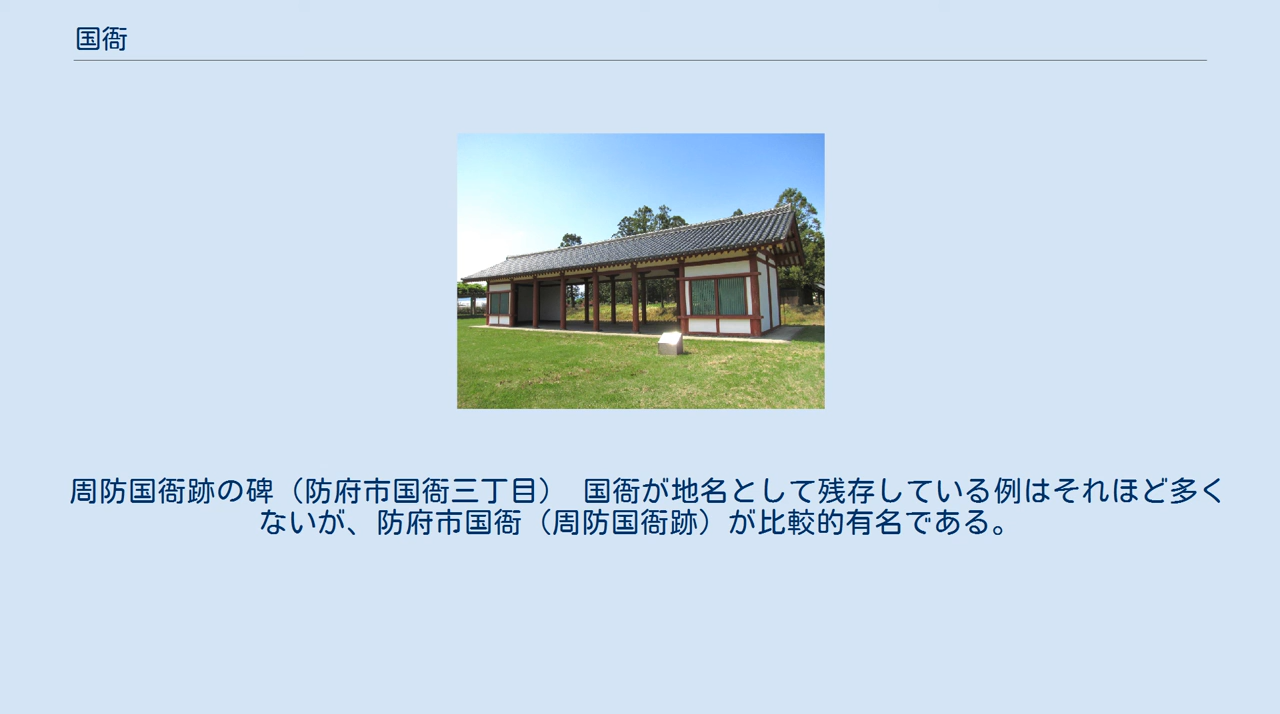 国衙
周防国衙跡の碑（防府市国衙三丁目）　国衙が地名として残存している例はそれほど多く
ないが、防府市国衙（周防国衙跡）が比較的有名である。